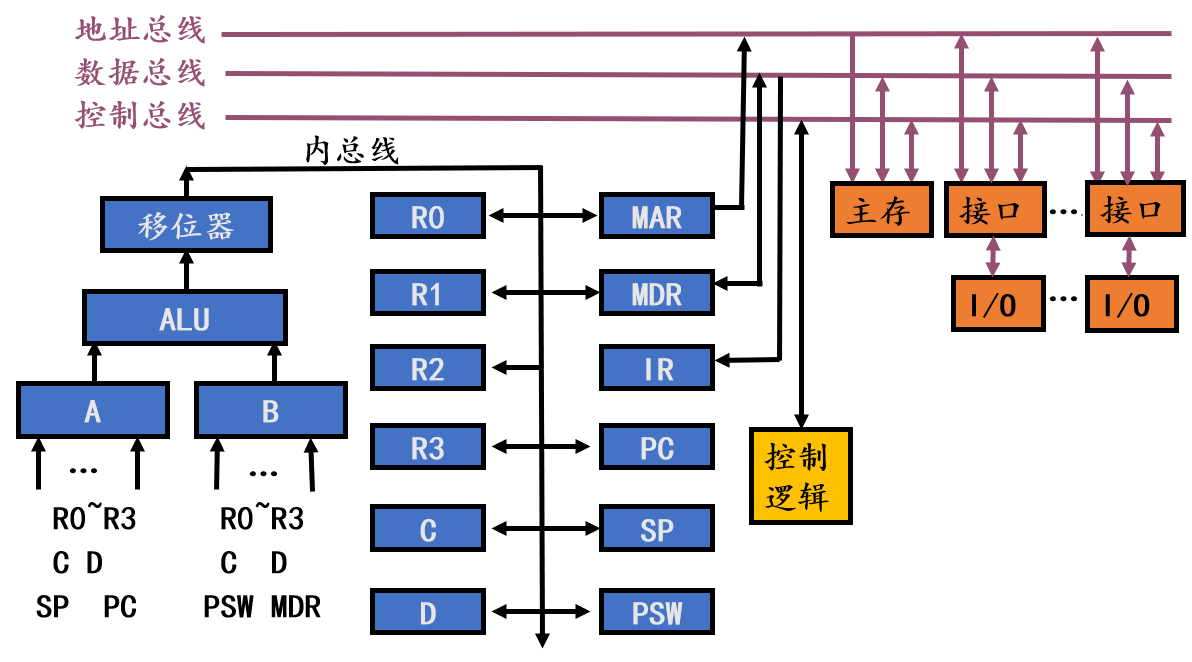 地址总线
数据总线
控制总线
内总线
移位器
ALU
A
B
...
...
R0~R3
C D
SP PC
R0~R3
C D
PSW MDR
R0
R1
R2
R3
C
D
MAR
MDR
IR
PC
SP
PSW
控制
逻辑
主存
接口
...
接口
I/O
...
I/O